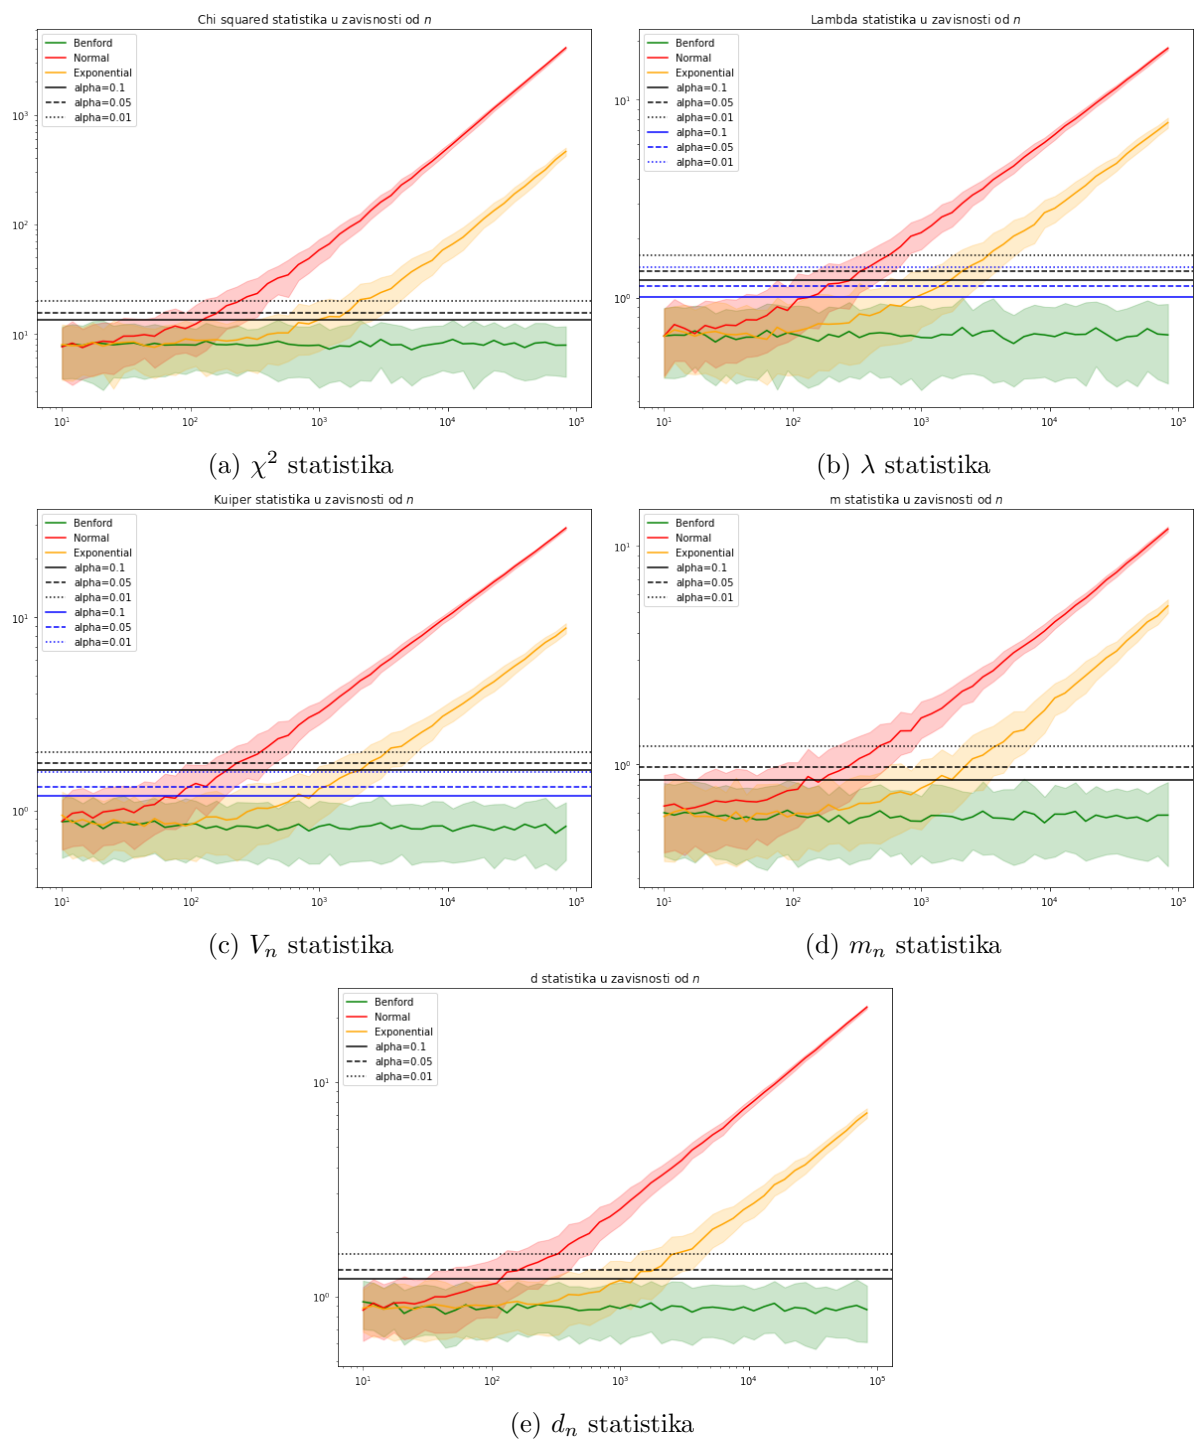 Chi squared statistika u zavisnosti od n
Benford
Normal
Exponential
alpha=0.1
alpha=0.05
alpha=0.01
10³
10²
10¹
10¹ 10² 10³ 10⁴ 10⁵
(a) χ² statistika
Lambda statistika u zavisnosti od n
Benford
Normal
Exponential
alpha=0.1
alpha=0.05
alpha=0.01
alpha=0.1
alpha=0.05
alpha=0.01
10¹
10⁰
10¹ 10² 10³ 10⁴ 10⁵
(b) λ statistika
Kuiper statistika u zavisnosti od n
Benford
Normal
Exponential
alpha=0.1
alpha=0.05
alpha=0.01
alpha=0.1
alpha=0.05
alpha=0.01
10¹
10⁰
10¹ 10² 10³ 10⁴ 10⁵
(c) Vₙ statistika
m statistika u zavisnosti od n
Benford
Normal
Exponential
alpha=0.1
alpha=0.05
alpha=0.01
10¹
10⁰
10¹ 10² 10³ 10⁴ 10⁵
(d) mₙ statistika
d statistika u zavisnosti od n
Benford
Normal
Exponential
alpha=0.1
alpha=0.05
alpha=0.01
10¹
10⁰
10¹ 10² 10³ 10⁴ 10⁵
(e) dₙ statistika